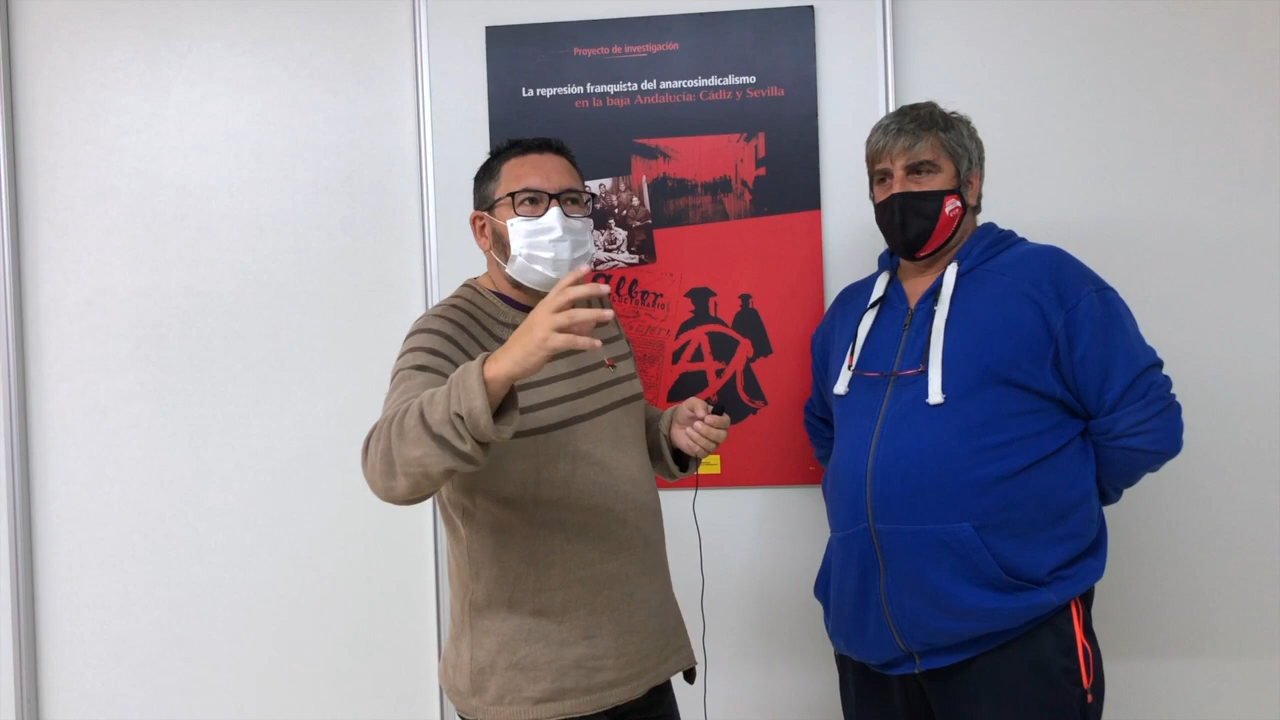 Proyecto de investigación
La represión franquista del anarcosindicalismo
en la baja Andalucía: Cádiz y Sevilla